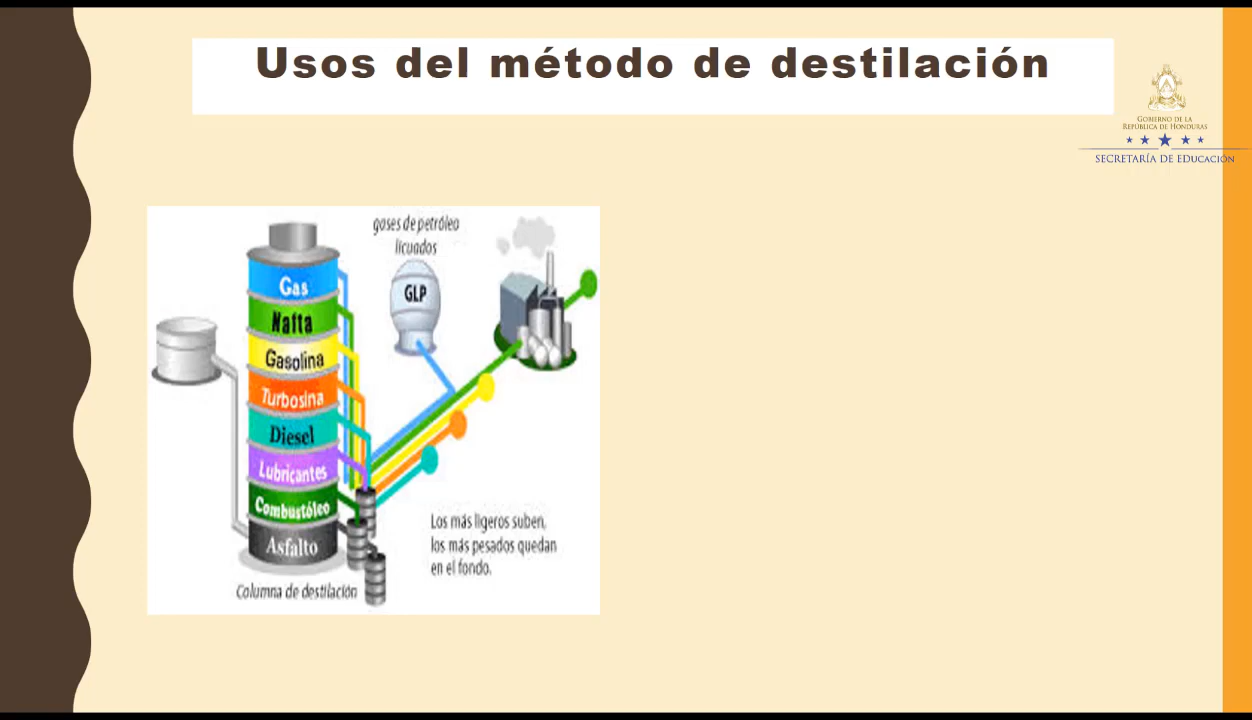 Usos del método de destilación
GOBIERNO DE LA
REPÚBLICA DE HONDURAS
SECRETARÍA DE EDUCACIÓN
gases de petróleo
licuados
GLP
Gas
Nafta
Gasolina
Turbosina
Diesel
Lubricantes
Combustóleo
Asfalto
Los más ligeros suben,
los más pesados quedan
en el fondo.
Columna de destilación